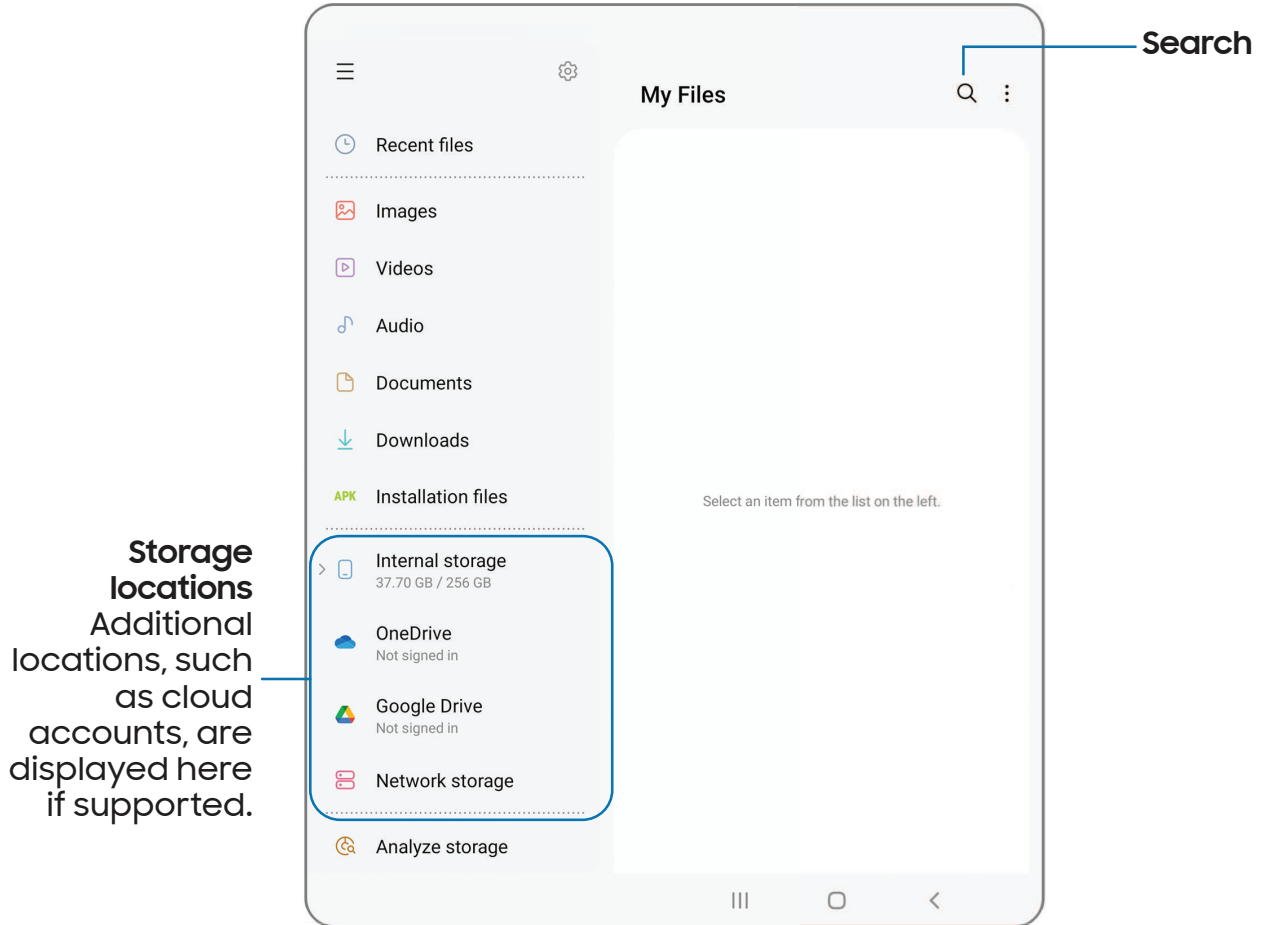 Search
My Files
Recent files
Images
Videos
Audio
Documents
Downloads
APK Installation files
Select an item from the list on the left.
Storage
locations
Additional
locations, such
as cloud
accounts, are
displayed here
if supported.
Internal storage
37.70 GB / 256 GB
OneDrive
Not signed in
Google Drive
Not signed in
Network storage
Analyze storage